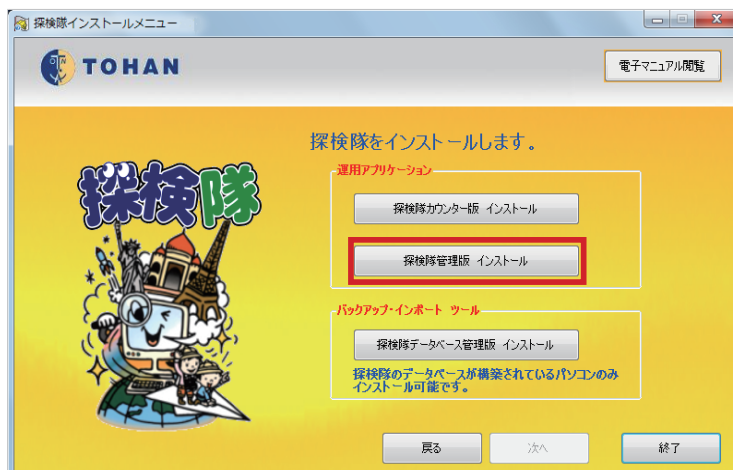 探検隊インストールメニュー
TOHAN
電子マニュアル閲覧
探検隊
探検隊をインストールします。
運用アプリケーション
探検隊カウンター版 インストール
探検隊管理版 インストール
バックアップ・インポート ツール
探検隊データベース管理版 インストール
探検隊のデータベースが構築されているパソコンのみ
インストール可能です。
戻る
次へ
終了